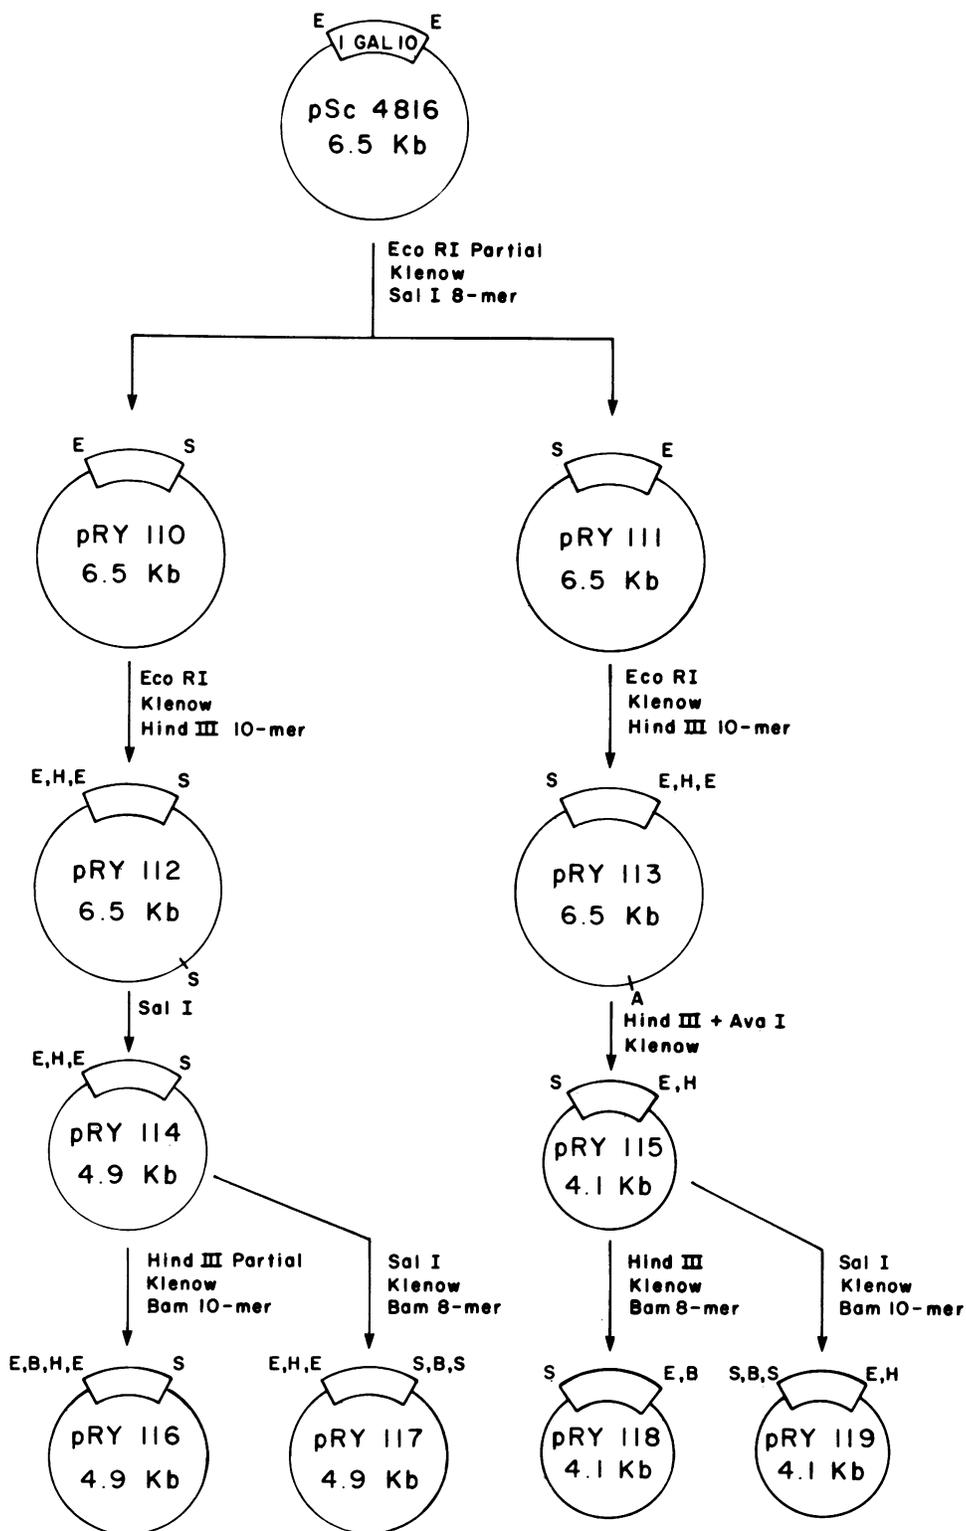 E E
1 GAL 10
pSc 4816
6.5 Kb
Eco RI Partial
Klenow
Sal I 8-mer
E S
pRY 110
6.5 Kb
S E
pRY 111
6.5 Kb
Eco RI
Klenow
Hind III 10-mer
Eco RI
Klenow
Hind III 10-mer
E,H,E S
pRY 112
6.5 Kb
S
S E,H,E
pRY 113
6.5 Kb
A
Sal I
Hind III + Ava I
Klenow
E,H,E S
pRY 114
4.9 Kb
S E,H
pRY 115
4.1 Kb
Hind III Partial
Klenow
Bam 10-mer
Sal I
Klenow
Bam 8-mer
Hind III
Klenow
Bam 8-mer
Sal I
Klenow
Bam 10-mer
E,B,H,E S
pRY 116
4.9 Kb
E,H,E S,B,S
pRY 117
4.9 Kb
S E,B
pRY 118
4.1 Kb
S,B,S E,H
pRY 119
4.1 Kb